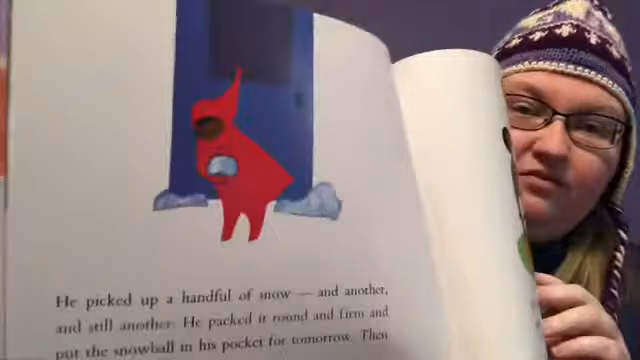 He picked up a handful of snow — and another,
and still another. He packed it round and firm and
put the snowball in his pocket for tomorrow. Then